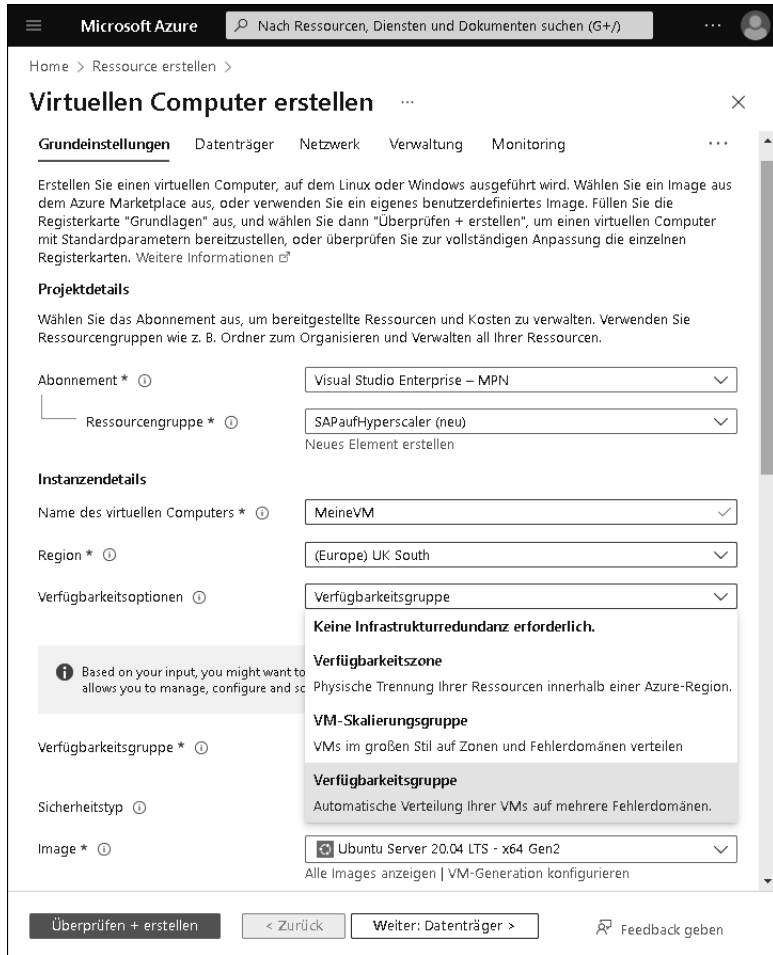 Microsoft Azure
Nach Ressourcen, Diensten und Dokumenten suchen (G+/)
Home > Ressource erstellen >
Virtuellen Computer erstellen ...
Grundeinstellungen Datenträger Netzwerk Verwaltung Monitoring ...
Erstellen Sie einen virtuellen Computer, auf dem Linux oder Windows ausgeführt wird. Wählen Sie ein Image aus
dem Azure Marketplace aus, oder verwenden Sie ein eigenes benutzerdefiniertes Image. Füllen Sie die
Registerkarte "Grundlagen" aus, und wählen Sie dann "Überprüfen + erstellen", um einen virtuellen Computer
mit Standardparametern bereitzustellen, oder überprüfen Sie zur vollständigen Anpassung die einzelnen
Registerkarten. Weitere Informationen
Projektdetails
Wählen Sie das Abonnement aus, um bereitgestellte Ressourcen und Kosten zu verwalten. Verwenden Sie
Ressourcengruppen wie z. B. Ordner zum Organisieren und Verwalten all Ihrer Ressourcen.
Abonnement * Visual Studio Enterprise – MPN
Ressourcengruppe * SAPaufHyperscaler (neu)
Neues Element erstellen
Instanzendetails
Name des virtuellen Computers * MeineVM
Region * (Europe) UK South
Verfügbarkeitsoptionen Verfügbarkeitsgruppe
Keine Infrastrukturredundanz erforderlich.
Verfügbarkeitszone
Physische Trennung Ihrer Ressourcen innerhalb einer Azure-Region.
VM-Skalierungsgruppe
VMs im großen Stil auf Zonen und Fehlerdomänen verteilen
Verfügbarkeitsgruppe
Automatische Verteilung Ihrer VMs auf mehrere Fehlerdomänen.
Based on your input, you might want to
allows you to manage, configure and sc
Verfügbarkeitsgruppe *
Sicherheitstyp
Image * Ubuntu Server 20.04 LTS - x64 Gen2
Alle Images anzeigen | VM-Generation konfigurieren
Überprüfen + erstellen < Zurück Weiter: Datenträger > Feedback geben